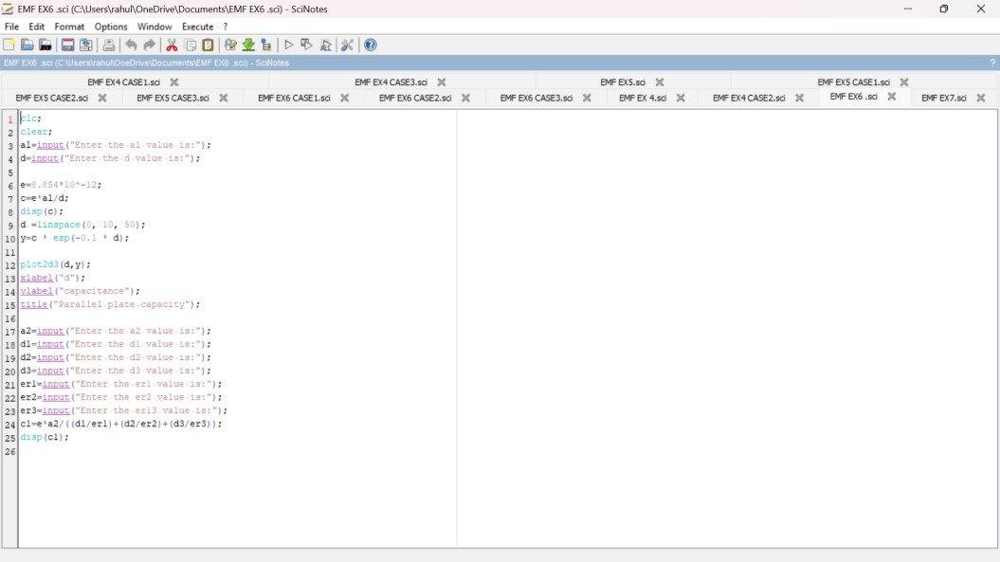 EMF EX6 .sci (C:\Users\rahul\OneDrive\Documents\EMF EX6 .sci) - SciNotes
File Edit Format Options Window Execute ?
EMF EX6 .sci (C:\Users\rahul\OneDrive\Documents\EMF EX6 .sci) - SciNotes ?
EMF EX4 CASE1.sci EMF EX4 CASE3.sci EMF EX5.sci EMF EX5 CASE1.sci
EMF EX5 CASE2.sci EMF EX5 CASE3.sci EMF EX6 CASE1.sci EMF EX6 CASE2.sci EMF EX6 CASE3.sci EMF EX 4.sci EMF EX4 CASE2.sci EMF EX6 .sci EMF EX7.sci
1 clc;
2 clear;
3 a1=input("Enter the a1 value is:");
4 d=input("Enter the d value is:");
5
6 e=8.854*10^-12;
7 c=e*a1/d;
8 disp(c);
9 d =linspace(0, 10, 50);
10 y=c * exp(-0.1 * d);
11
12 plot2d3(d,y);
13 xlabel("d");
14 ylabel("capacitance");
15 title("Parallel plate capacity");
16
17 a2=input("Enter the a2 value is:");
18 d1=input("Enter the d1 value is:");
19 d2=input("Enter the d2 value is:");
20 d3=input("Enter the d3 value is:");
21 er1=input("Enter the er1 value is:");
22 er2=input("Enter the er2 value is:");
23 er3=input("Enter the er13 value is:");
24 c1=e*a2/((d1/er1)+(d2/er2)+(d3/er3));
25 disp(c1);
26